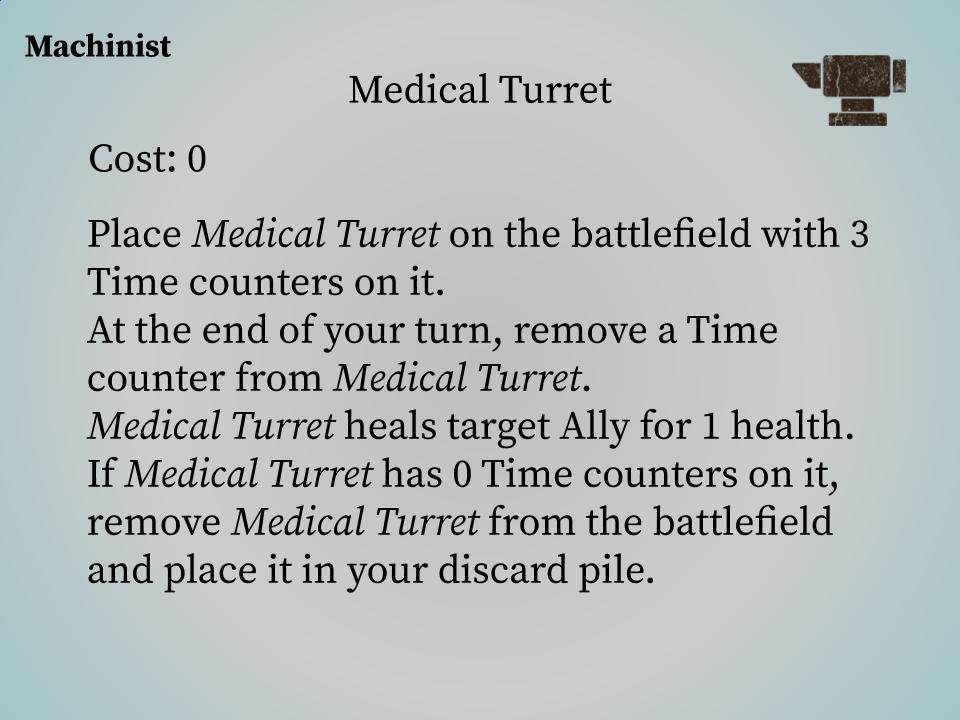 Machinist
Medical Turret
Cost: 0
Place Medical Turret on the battlefield with 3
Time counters on it.
At the end of your turn, remove a Time
counter from Medical Turret.
Medical Turret heals target Ally for 1 health.
If Medical Turret has 0 Time counters on it,
remove Medical Turret from the battlefield
and place it in your discard pile.